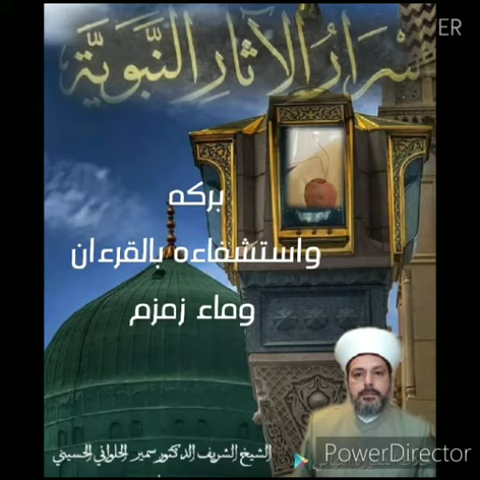 أسرار الآثار النبوية
ER
بركه
واستشفاءه بالقرءان
وماء زمزم
الشيخ الشريف الدكتور سمير الحلواني الحسيني
PowerDirector